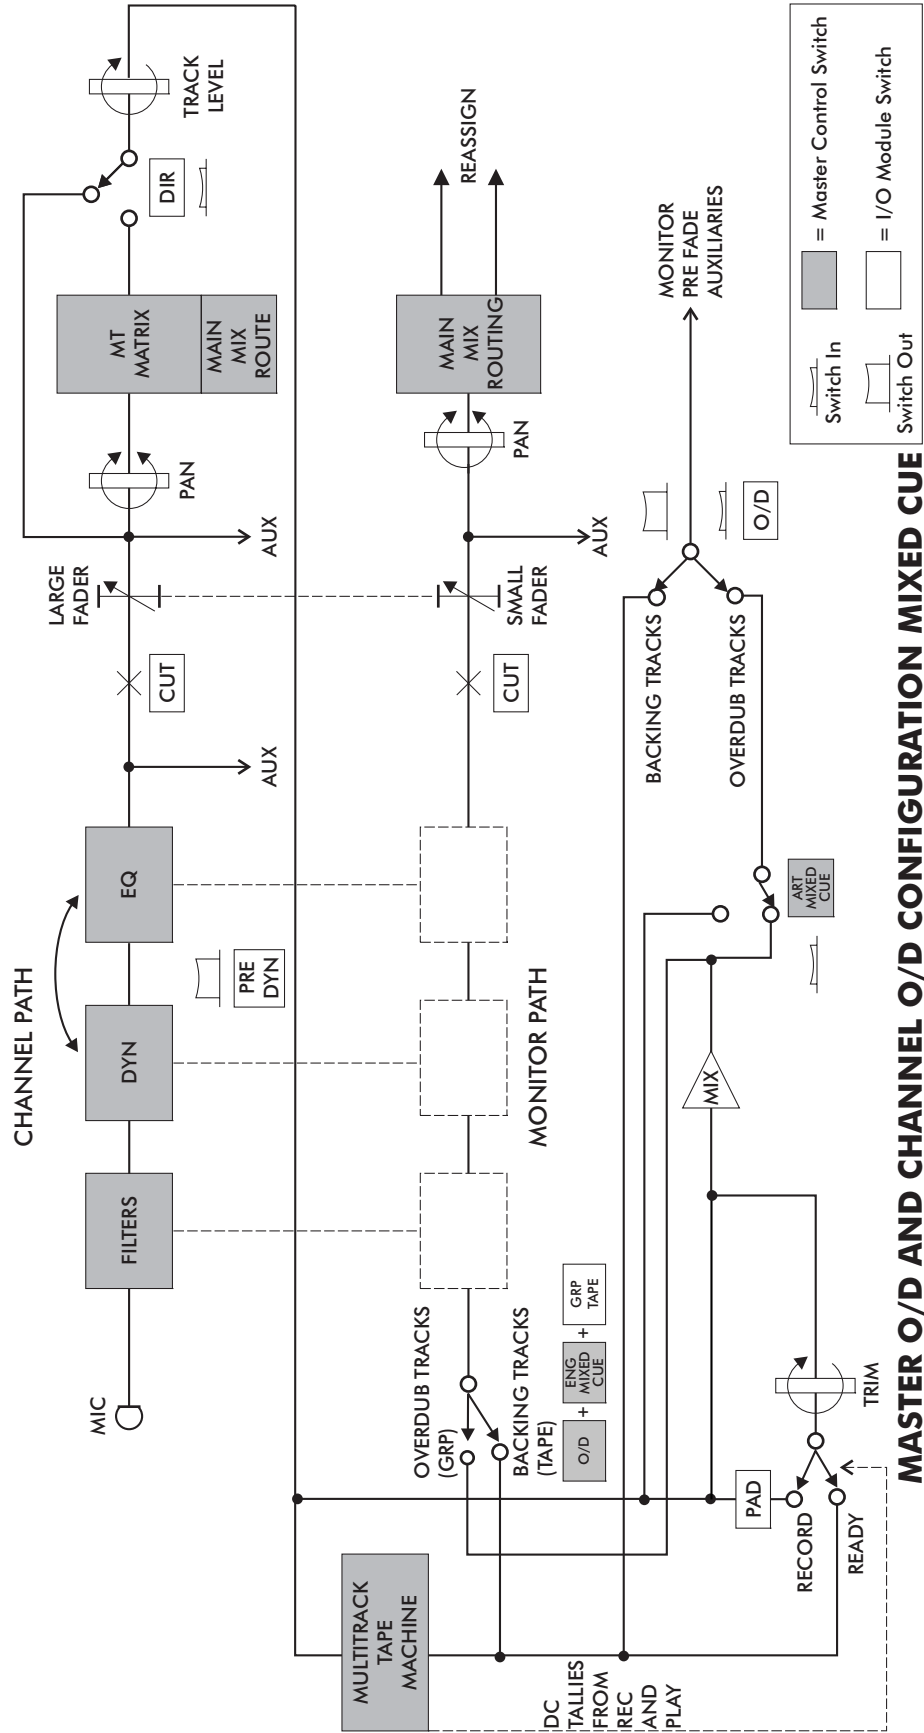 CHANNEL PATH
MIC
FILTERS
DYN
EQ
PRE
DYN
AUX
CUT
LARGE
FADER
AUX
PAN
MT
MATRIX
MAIN
MIX
ROUTE
DIR
TRACK
LEVEL
OVERDUB TRACKS
(GRP)
BACKING TRACKS
(TAPE)
MONITOR PATH
CUT
SMALL
FADER
AUX
PAN
MAIN
MIX
ROUTING
REASSIGN
O/D
+
ENG
MIXED
CUE
+
GRP
TAPE
MULTITRACK
TAPE
MACHINE
DC
TALLIES
FROM
REC
AND
PLAY
PAD
RECORD
READY
TRIM
MIX
ART
MIXED
CUE
BACKING TRACKS
OVERDUB TRACKS
O/D
MONITOR
PRE FADE
AUXILIARIES
Switch In
= Master Control Switch
Switch Out
= I/O Module Switch
MASTER O/D AND CHANNEL O/D CONFIGURATION MIXED CUE